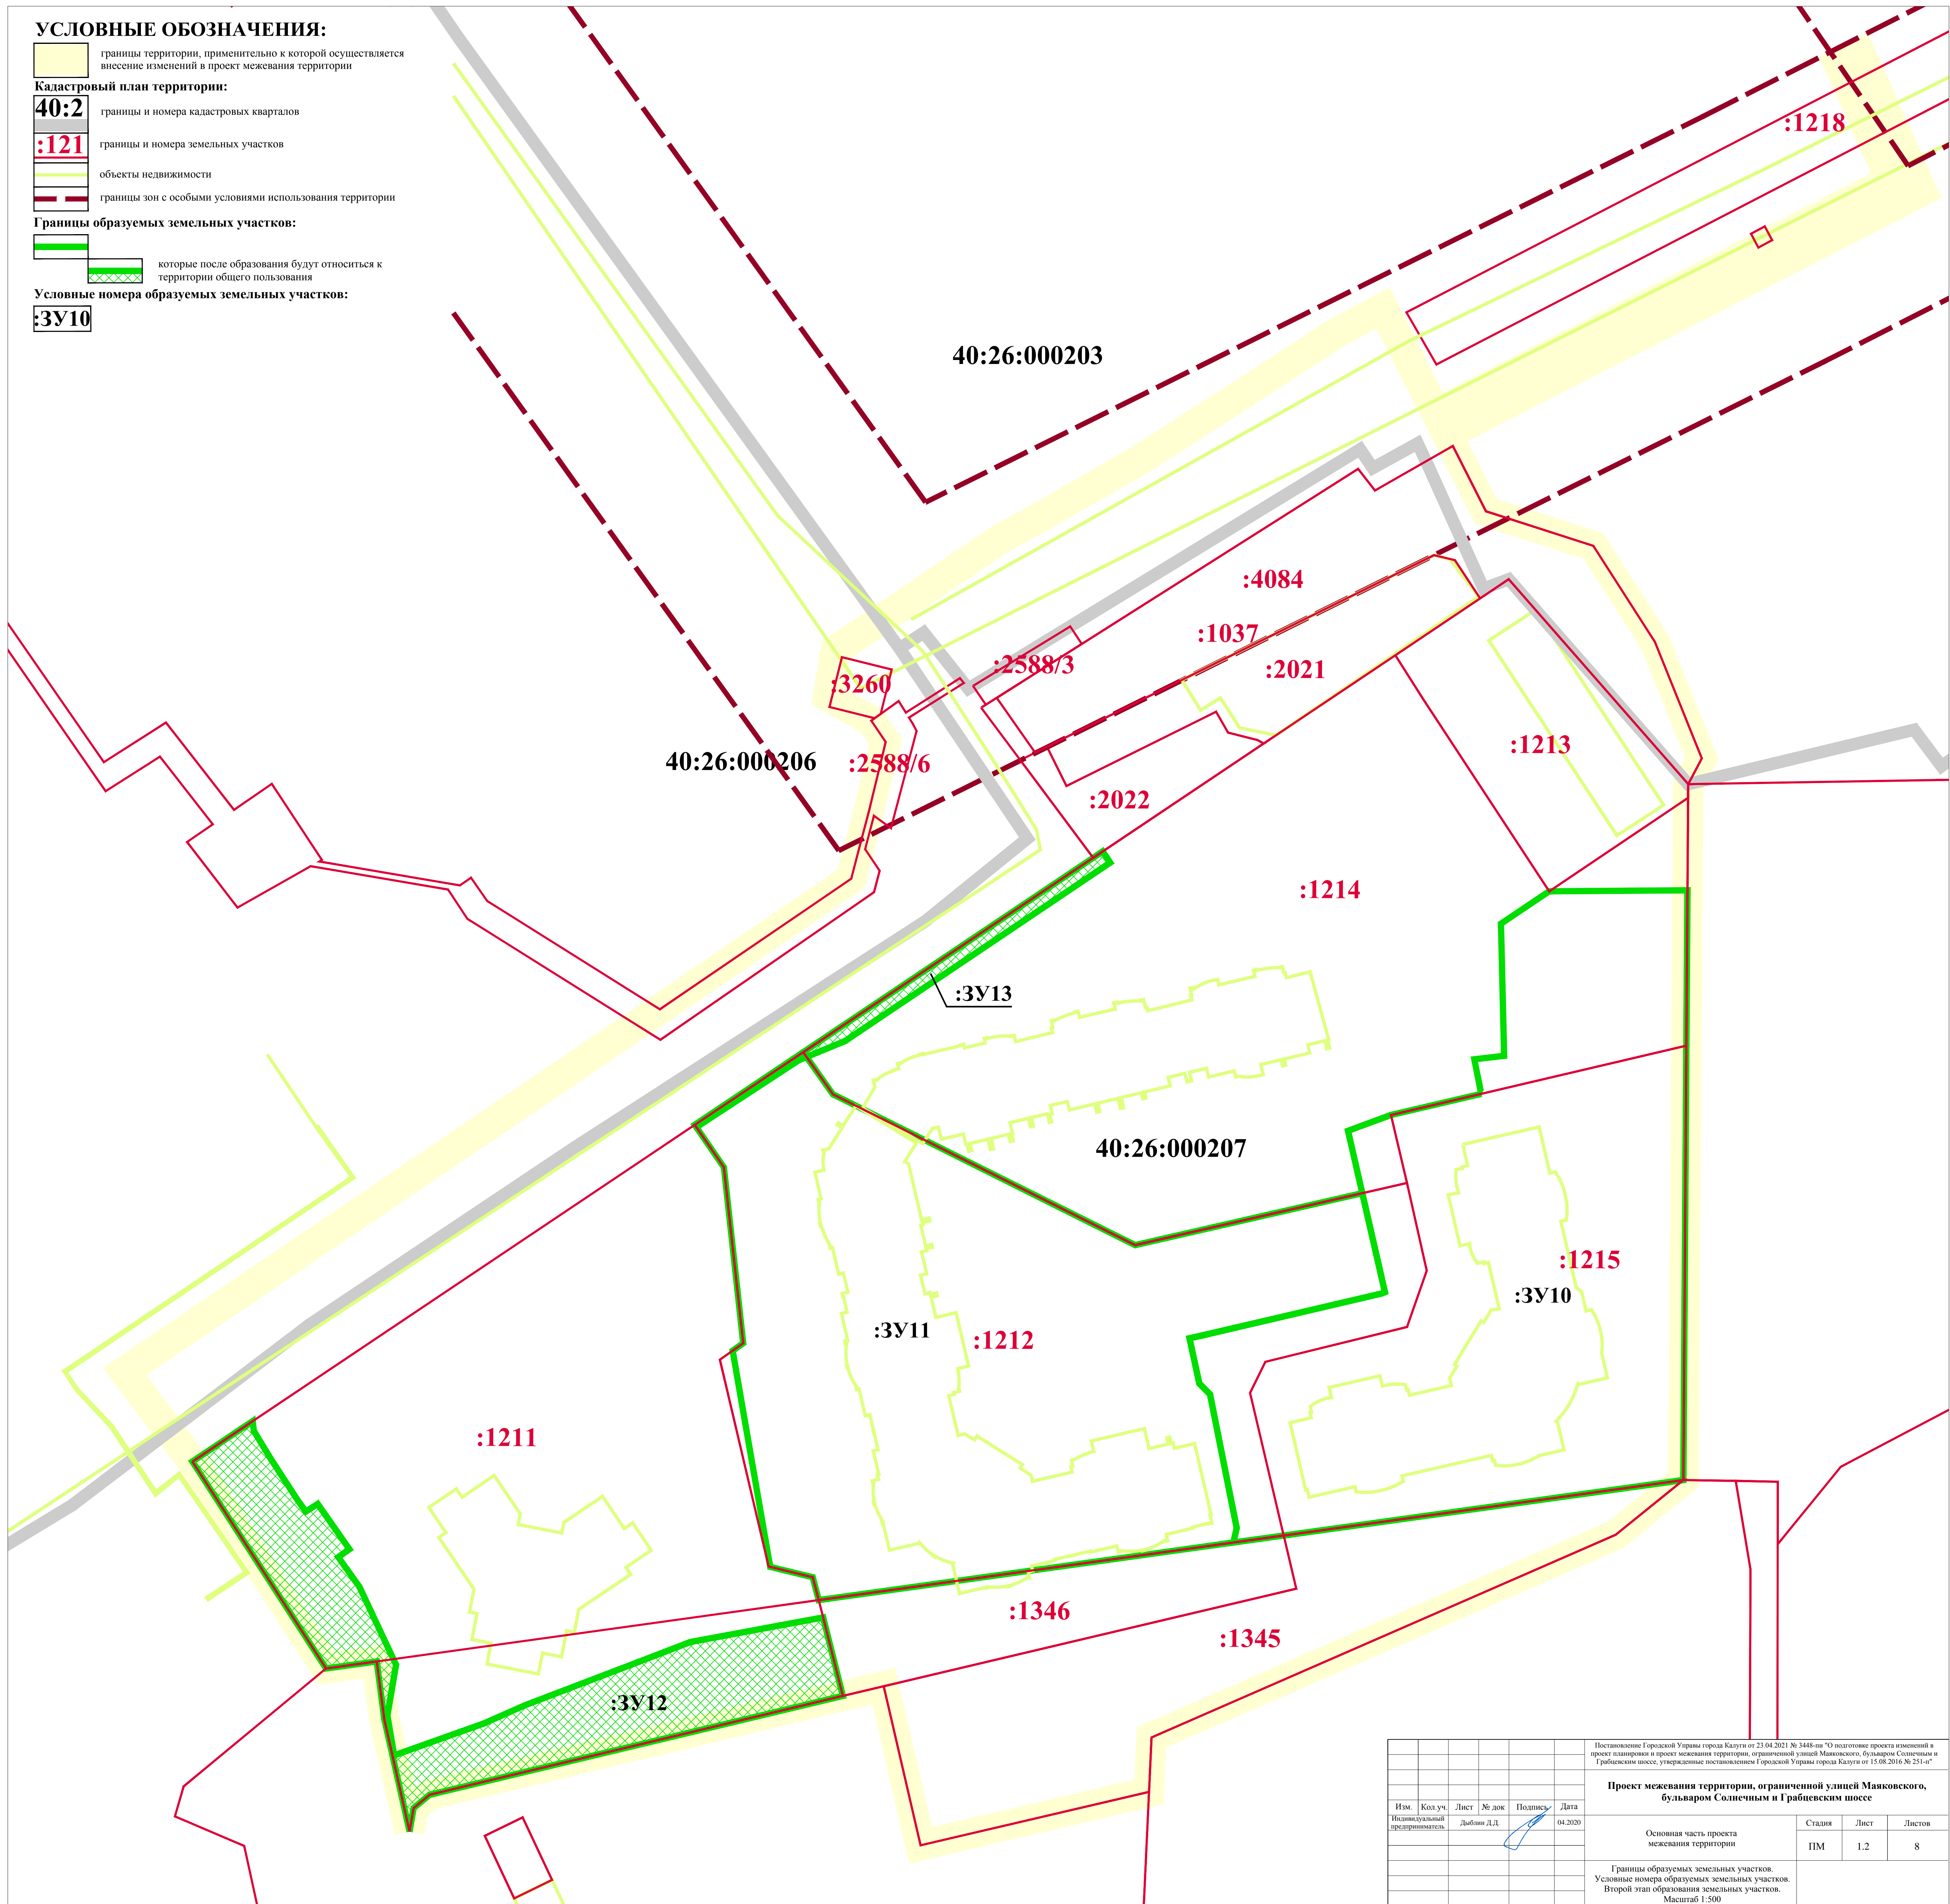 УСЛОВНЫЕ ОБОЗНАЧЕНИЯ:
границы территории, применительно к которой осуществляется
внесение изменений в проект межевания территории
Кадастровый план территории:
40:2
границы и номера кадастровых кварталов
:121
границы и номера земельных участков
объекты недвижимости
границы зон с особыми условиями использования территории
Границы образуемых земельных участков:
которые после образования будут относиться к
территории общего пользования
Условные номера образуемых земельных участков:
:ЗУ10
:1218
40:26:000203
:4084
:1037
:2588/3
:2021
:3260
:1213
40:26:000206
:2588/6
:2022
:1214
:ЗУ13
40:26:000207
:1215
:ЗУ10
:ЗУ11
:1212
:1211
:1346
:1345
:ЗУ12
Постановление Городской Управы города Калуги от 23.04.2021 № 3448-пи "О подготовке проекта изменений в
проект планировки и проект межевания территории, ограниченной улицей Маяковского, бульваром Солнечным и
Грабцевским шоссе, утвержденные постановлением Городской Управы города Калуги от 15.08.2016 № 251-п"
Проект межевания территории, ограниченной улицей Маяковского,
бульваром Солнечным и Грабцевским шоссе
Изм. Кол.уч. Лист № док Подпись Дата
Индивидуальный
предприниматель
Дыблин Д.Д. 04.2020
Основная часть проекта
межевания территории
Стадия Лист Листов
ПМ 1.2 8
Границы образуемых земельных участков.
Условные номера образуемых земельных участков.
Второй этап образования земельных участков.
Масштаб 1:500